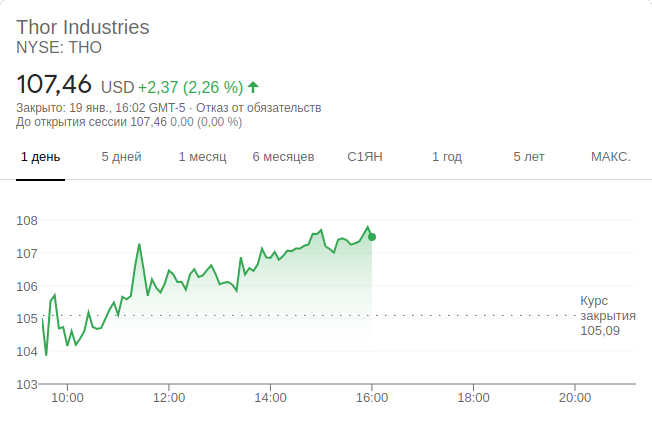 Thor Industries
NYSE: THO
107,46 USD +2,37 (2,26 %)
Закрыто: 19 янв., 16:02 GMT-5 · Отказ от обязательств
До открытия сессии 107,46 0,00 (0,00 %)
1 день 5 дней 1 месяц 6 месяцев С1ЯН 1 год 5 лет МАКС.
108
107
106
105
104
103
Курс
закрытия
105,09
10:00 12:00 14:00 16:00 18:00 20:00